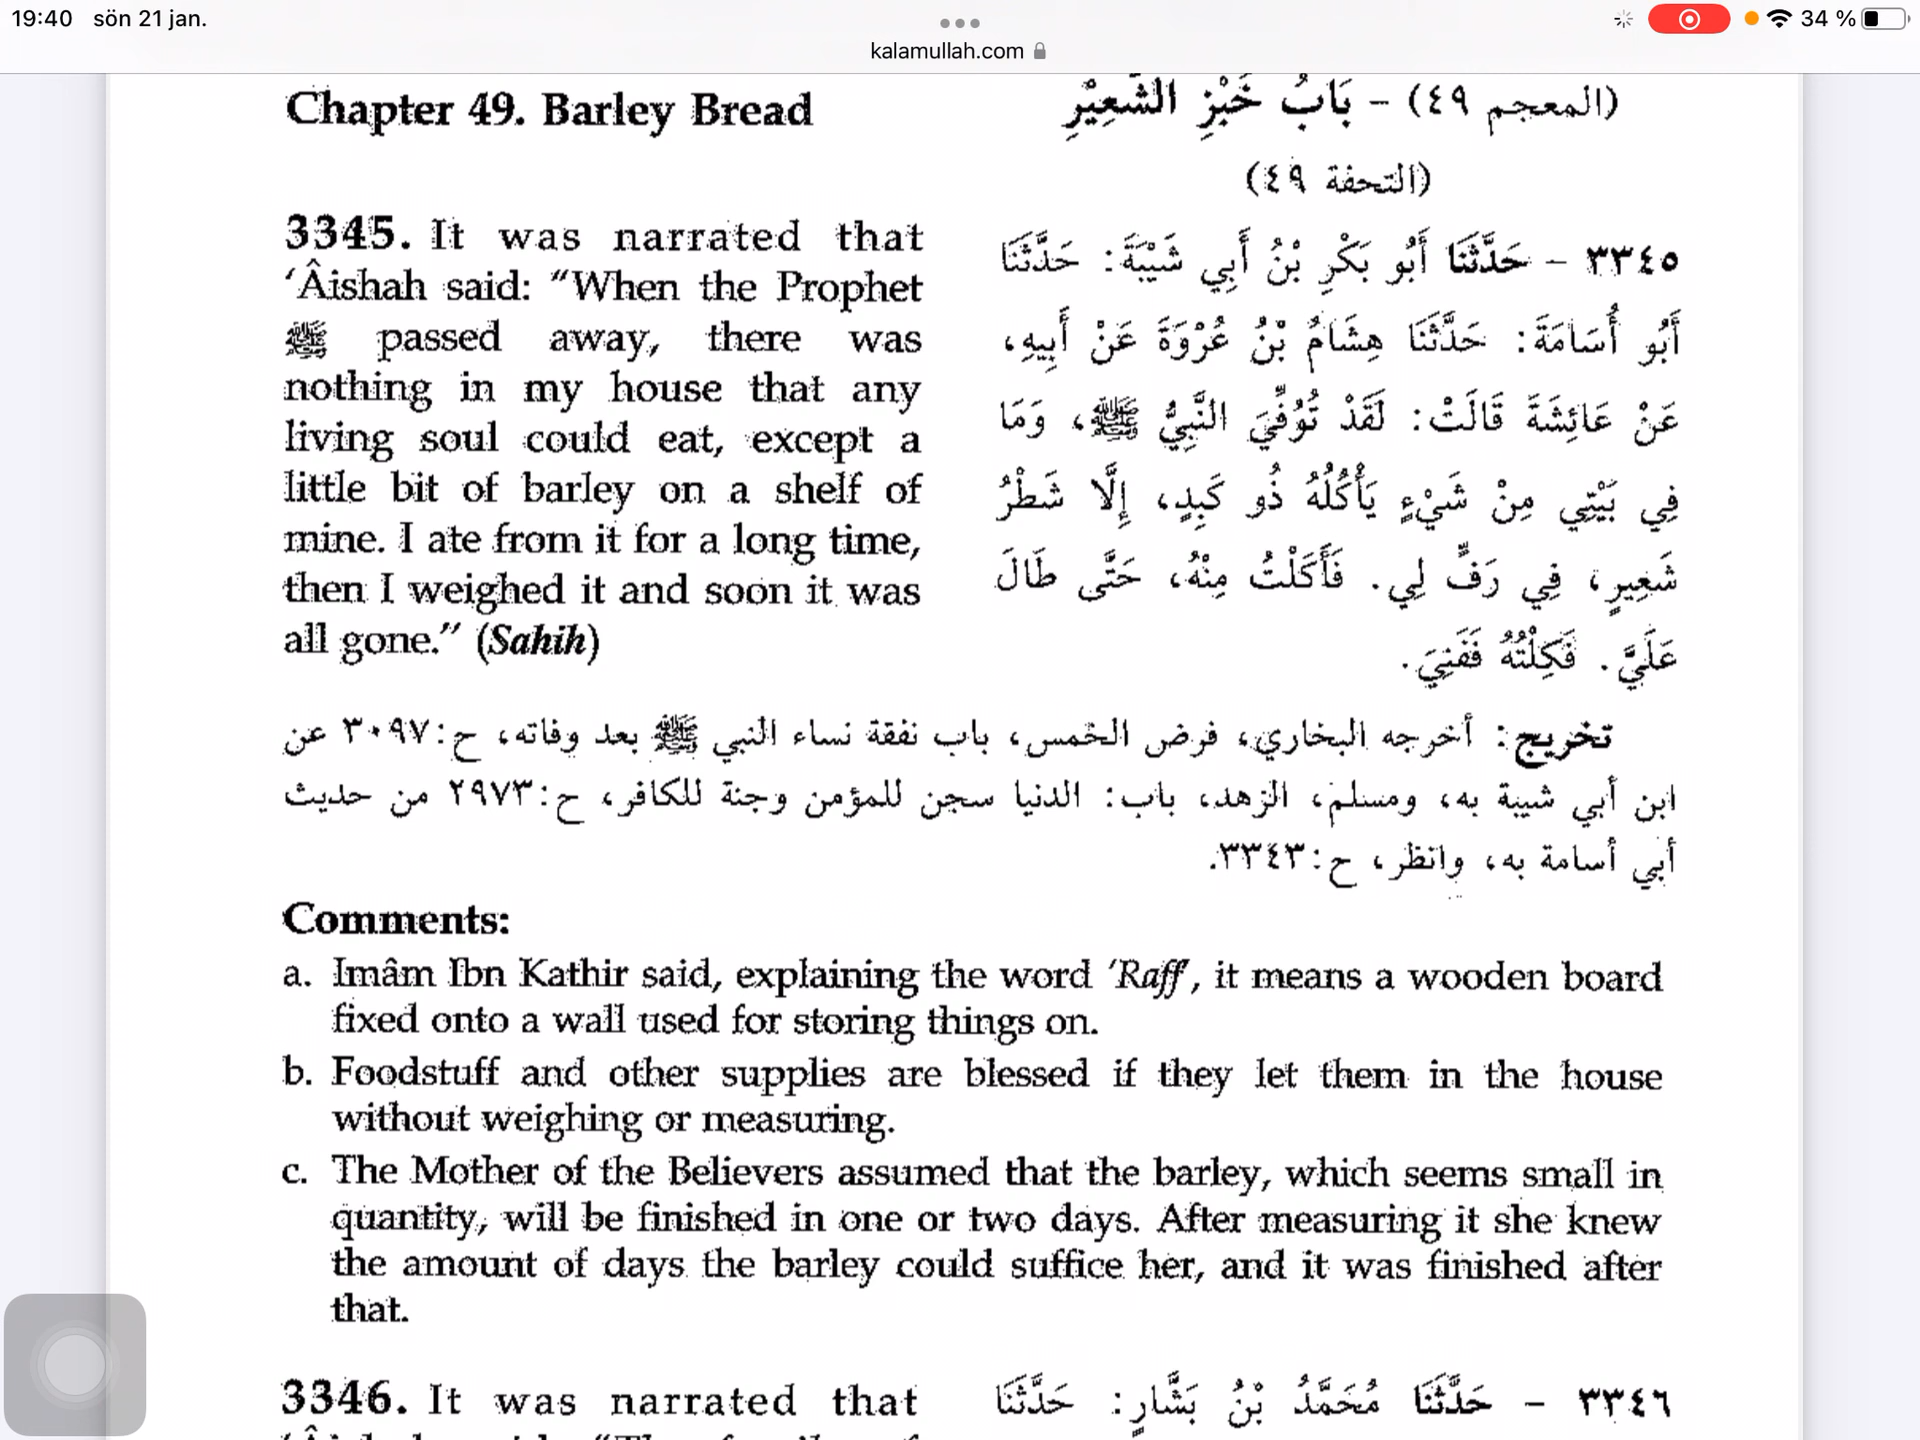 19:40 sön 21 jan.
34 %
kalamullah.com
Chapter 49. Barley Bread
(المعجم ٤٩) - بَابُ خُبْزِ الشَّعِيْرِ
(التحفة ٤٩)
3345. It was narrated that
‘Âishah said: “When the Prophet
ﷺ passed away, there was
nothing in my house that any
living soul could eat, except a
little bit of barley on a shelf of
mine. I ate from it for a long time,
then I weighed it and soon it was
all gone.” (Sahih)
٣٣٤٥ - حَدَّثَنَا أَبُو بَكْرِ بْنُ أَبِي شَيْبَةَ: حَدَّثَنَا
أَبُو أُسَامَةَ: حَدَّثَنَا هِشَامُ بْنُ عُرْوَةَ عَنْ أَبِيهِ،
عَنْ عَائِشَةَ قَالَتْ: لَقَدْ تُوُفِّيَ النَّبِيُّ ﷺ، وَمَا
فِي بَيْتِي مِنْ شَيْءٍ يَأْكُلُهُ ذُو كَبِدٍ، إِلَّا شَطْرُ
شَعِيرٍ، فِي رَفٍّ لِي. فَأَكَلْتُ مِنْهُ، حَتَّى طَالَ
عَلَيَّ. فَكِلْتُهُ فَفَنِيَ.
تخريج: أخرجه البخاري، فرض الخمس، باب نفقة نساء النبي ﷺ بعد وفاته، ح:٣٠٩٧ عن
ابن أبي شيبة به، ومسلم، الزهد، باب: الدنيا سجن للمؤمن وجنة للكافر، ح:٢٩٧٣ من حديث
أبي أسامة به، وانظر، ح:٣٣٤٣.
Comments:
a. Imâm Ibn Kathir said, explaining the word ‘Raff’, it means a wooden board
fixed onto a wall used for storing things on.
b. Foodstuff and other supplies are blessed if they let them in the house
without weighing or measuring.
c. The Mother of the Believers assumed that the barley, which seems small in
quantity, will be finished in one or two days. After measuring it she knew
the amount of days the barley could suffice her, and it was finished after
that.
3346. It was narrated that
٣٣٤٦ - حَدَّثَنَا مُحَمَّدُ بْنُ بَشَّارٍ: حَدَّثَنَا